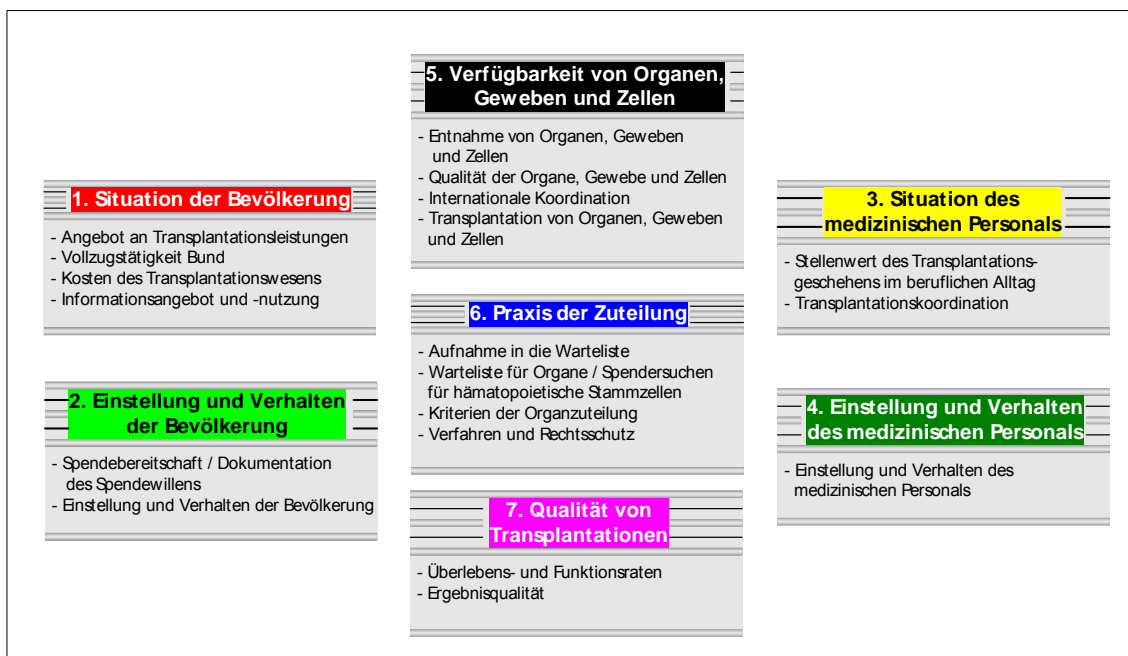 1. Situation der Bevölkerung
- Angebot an Transplantationsleistungen
- Vollzugstätigkeit Bund
- Kosten des Transplantationswesens
- Informationsangebot und -nutzung
2. Einstellung und Verhalten
der Bevölkerung
- Spendebereitschaft / Dokumentation
des Spendewillens
- Einstellung und Verhalten der Bevölkerung
5. Verfügbarkeit von Organen,
Geweben und Zellen
- Entnahme von Organen, Geweben
und Zellen
- Qualität der Organe, Gewebe und Zellen
- Internationale Koordination
- Transplantation von Organen, Geweben
und Zellen
6. Praxis der Zuteilung
- Aufnahme in die Warteliste
- Warteliste für Organe / Spendersuchen
für hämatopoietische Stammzellen
- Kriterien der Organzuteilung
- Verfahren und Rechtsschutz
7. Qualität von
Transplantationen
- Überlebens- und Funktionsraten
- Ergebnisqualität
3. Situation des
medizinischen Personals
- Stellenwert des Transplantations-
geschehens im beruflichen Alltag
- Transplantationskoordination
4. Einstellung und Verhalten
des medizinischen Personals
- Einstellung und Verhalten des
medizinischen Personals